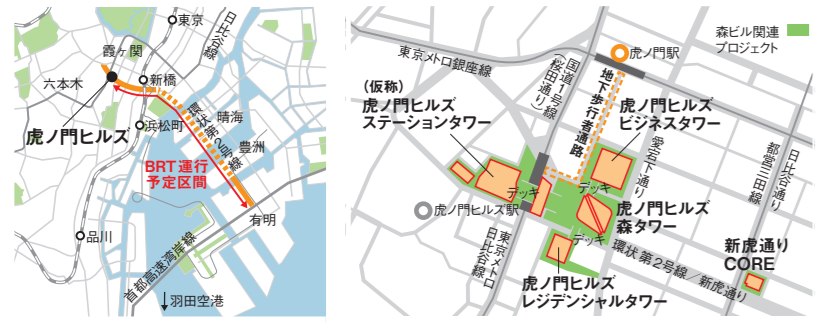 東京
日比谷線
霞ヶ関
六本木
新橋
虎ノ門ヒルズ
浜松町
環状第2号線
晴海
豊洲
BRT運行
予定区間
有明
品川
首都高速湾岸線
羽田空港
森ビル関連
プロジェクト
虎ノ門駅
東京メトロ銀座線
国道1号線
(桜田通り)
地下歩行者通路
(仮称)
虎ノ門ヒルズ
ステーションタワー
虎ノ門ヒルズ
ビジネスタワー
愛宕下通り
日比谷通り
都営三田線
デッキ
デッキ
虎ノ門ヒルズ駅
虎ノ門ヒルズ
森タワー
デッキ
東京メトロ
日比谷線
環状第2号線/新虎通り
新虎通り
CORE
虎ノ門ヒルズ
レジデンシャルタワー